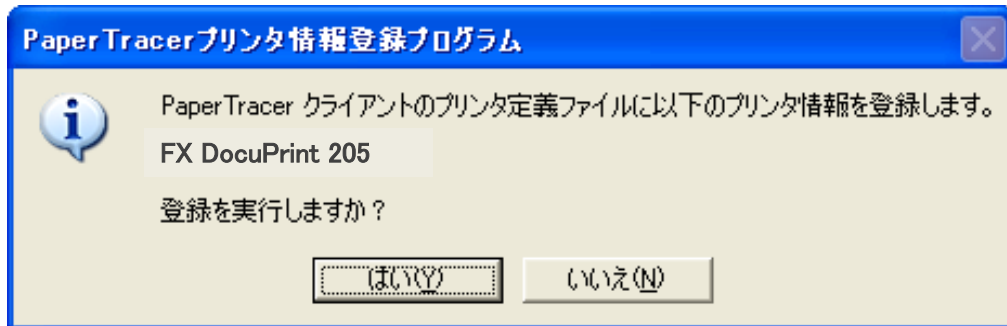 PaperTracerプリンタ情報登録プログラム
PaperTracer クライアントのプリンタ定義ファイルに以下のプリンタ情報を登録します。
FX DocuPrint 205
登録を実行しますか？
はい(Y) いいえ(N)